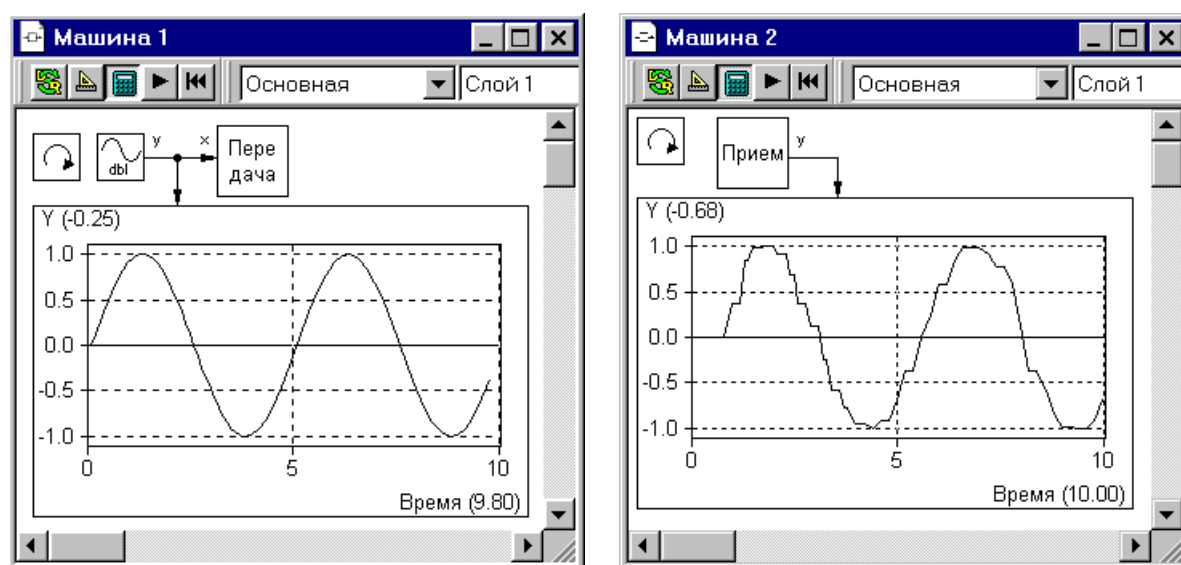 Машина 1
Основная
Слой 1
dbl
y
x
Пере
дача
Y (-0.25)
1.0
0.5
0.0
-0.5
-1.0
0
5
10
Время (9.80)
Машина 2
Основная
Слой 1
Прием
y
Y (-0.68)
1.0
0.5
0.0
-0.5
-1.0
0
5
10
Время (10.00)